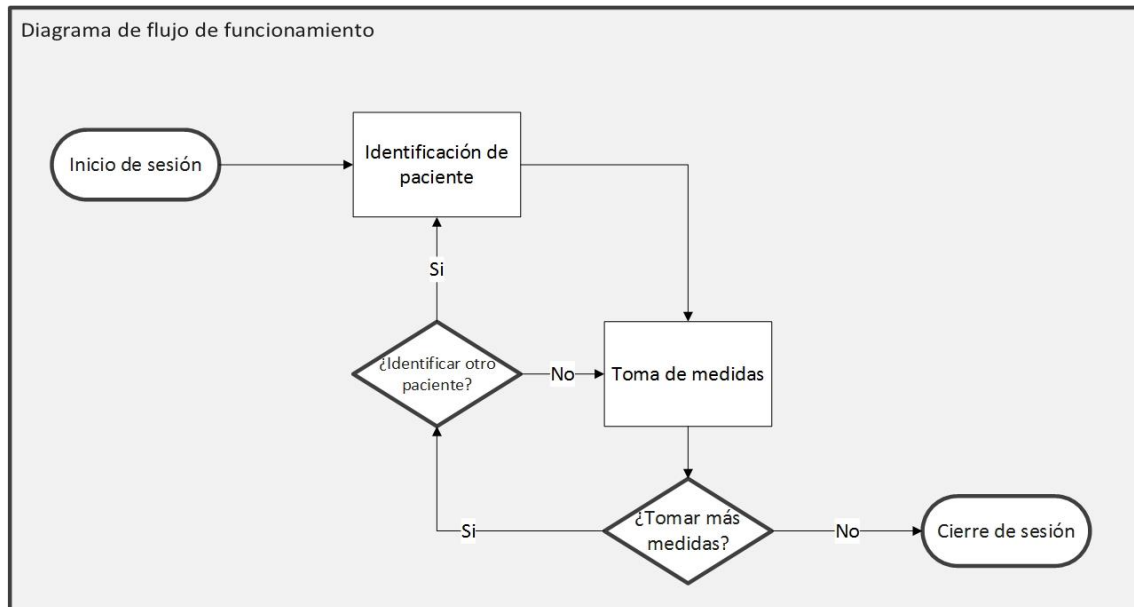 Diagrama de flujo de funcionamiento
Inicio de sesión
Identificación de
paciente
Si
¿Identificar otro
paciente?
No
Toma de medidas
Si
¿Tomar más
medidas?
No
Cierre de sesión